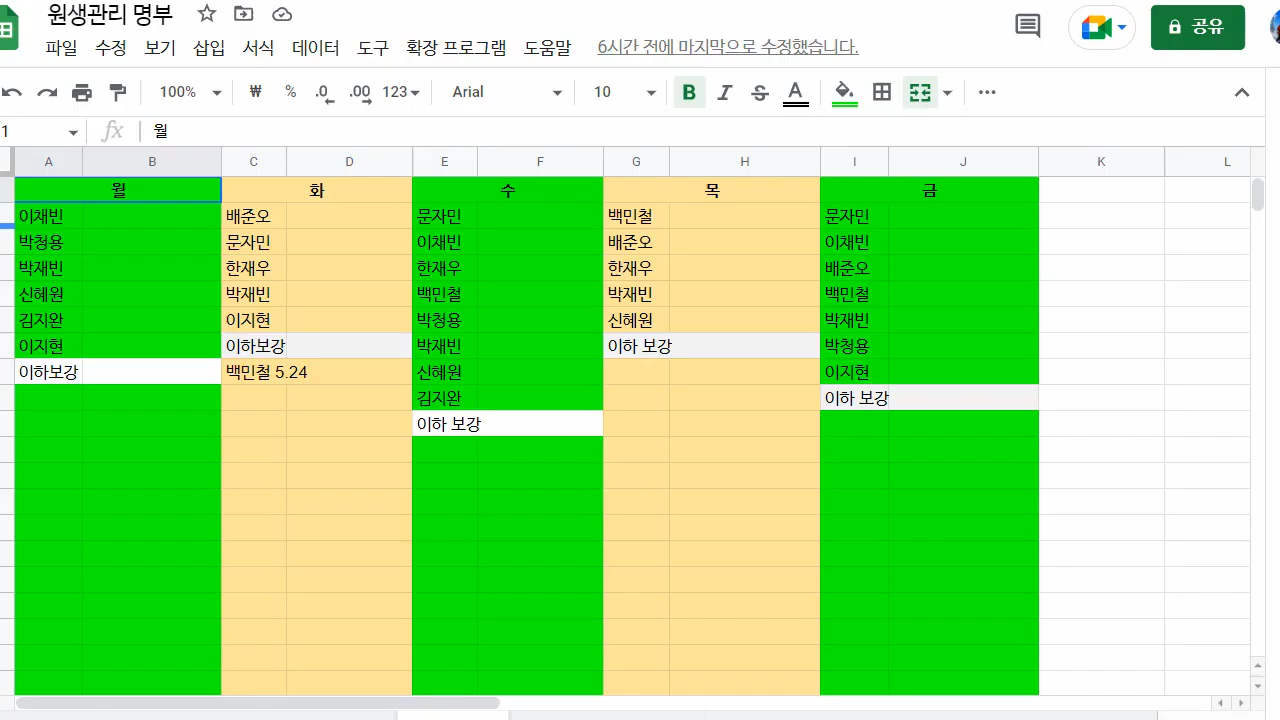 원생관리 명부
파일 수정 보기 삽입 서식 데이터 도구 확장 프로그램 도움말 6시간 전에 마지막으로 수정했습니다.
공유
100% ₩ % .0 .00 123 Arial 10 B I S A
1 fx 월
A B C D E F G H I J K L
월 화 수 목 금
이채빈 배준오 문자민 백민철 문자민
박청용 문자민 이채빈 배준오 이채빈
박재빈 한재우 한재우 한재우 배준오
신혜원 박재빈 백민철 박재빈 백민철
김지완 이지현 박청용 신혜원 박재빈
이지현 이하보강 박재빈 이하 보강 박청용
이하보강 백민철 5.24 신혜원 이지현
김지완 이하 보강
이하 보강